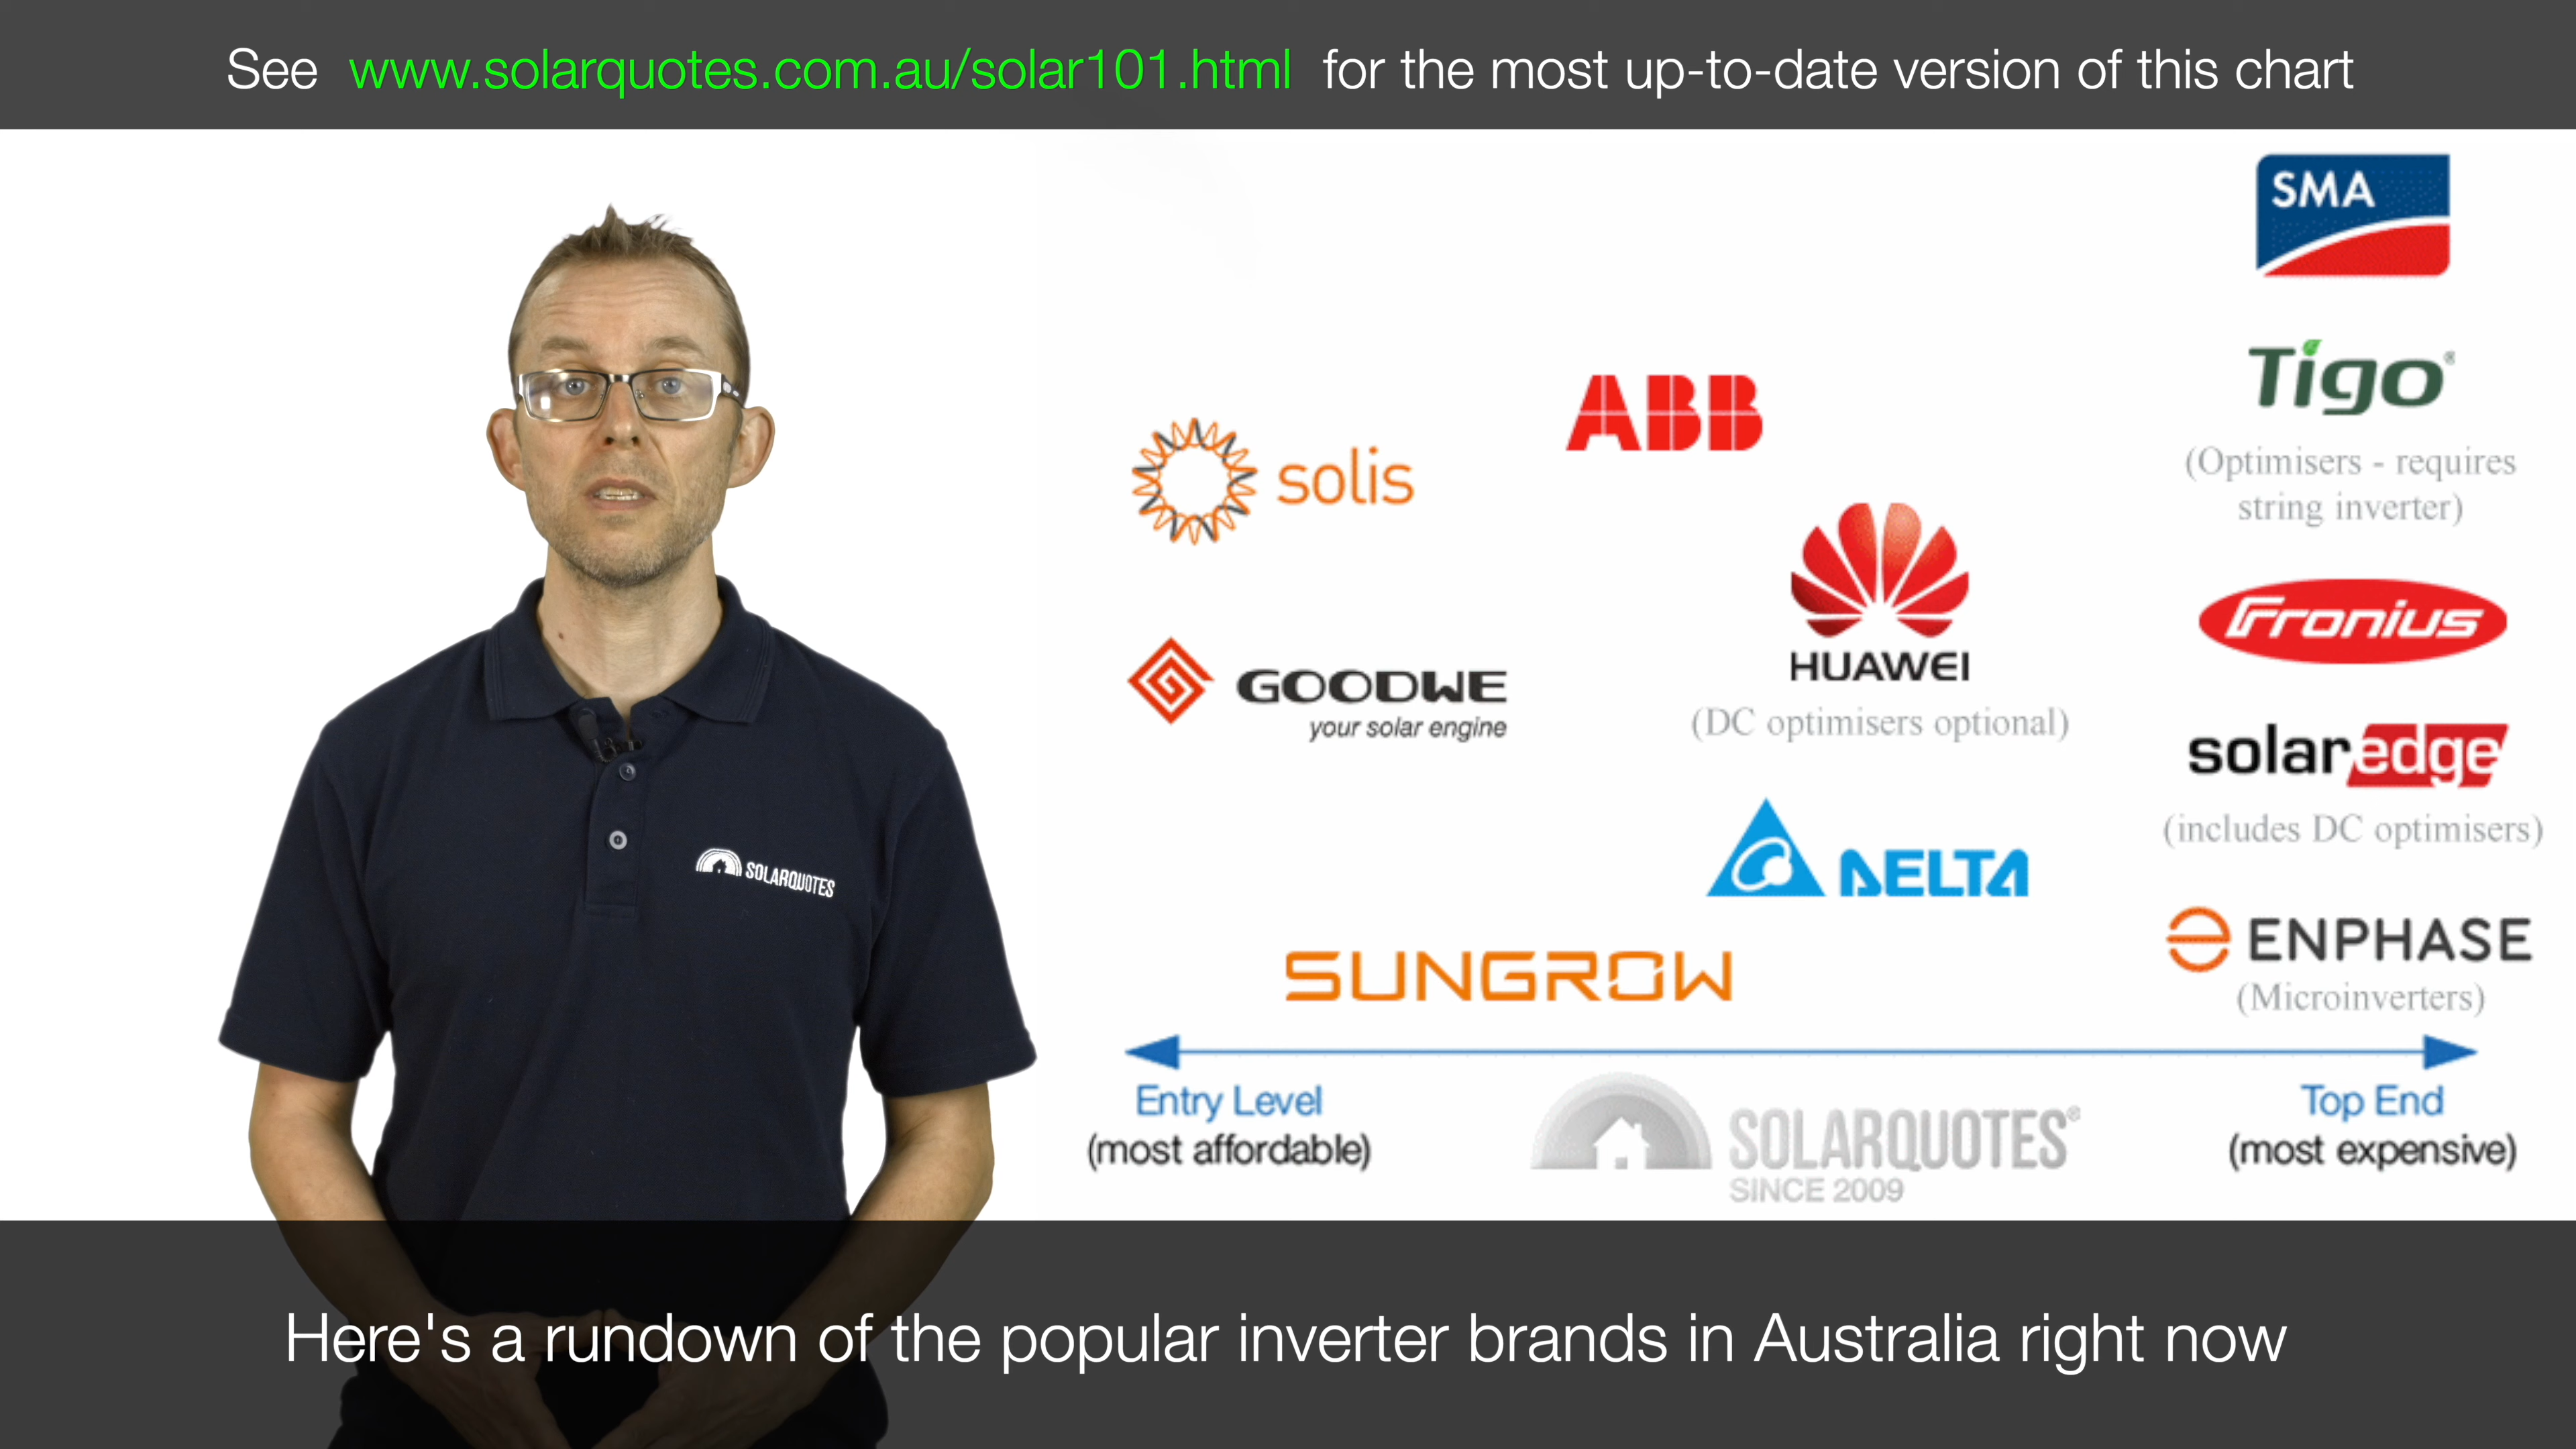 See www.solarquotes.com.au/solar101.html for the most up-to-date version of this chart
SMA
Tigo®
(Optimisers - requires
string inverter)
ABB
solis
HUAWEI
(DC optimisers optional)
Fronius
GOODWE
your solar engine
solaredge
(includes DC optimisers)
DELTA
SOLARQUOTES
ENPHASE
(Microinverters)
SUNGROW
Entry Level
(most affordable)
Top End
(most expensive)
SOLARQUOTES®
SINCE 2009
Here's a rundown of the popular inverter brands in Australia right now